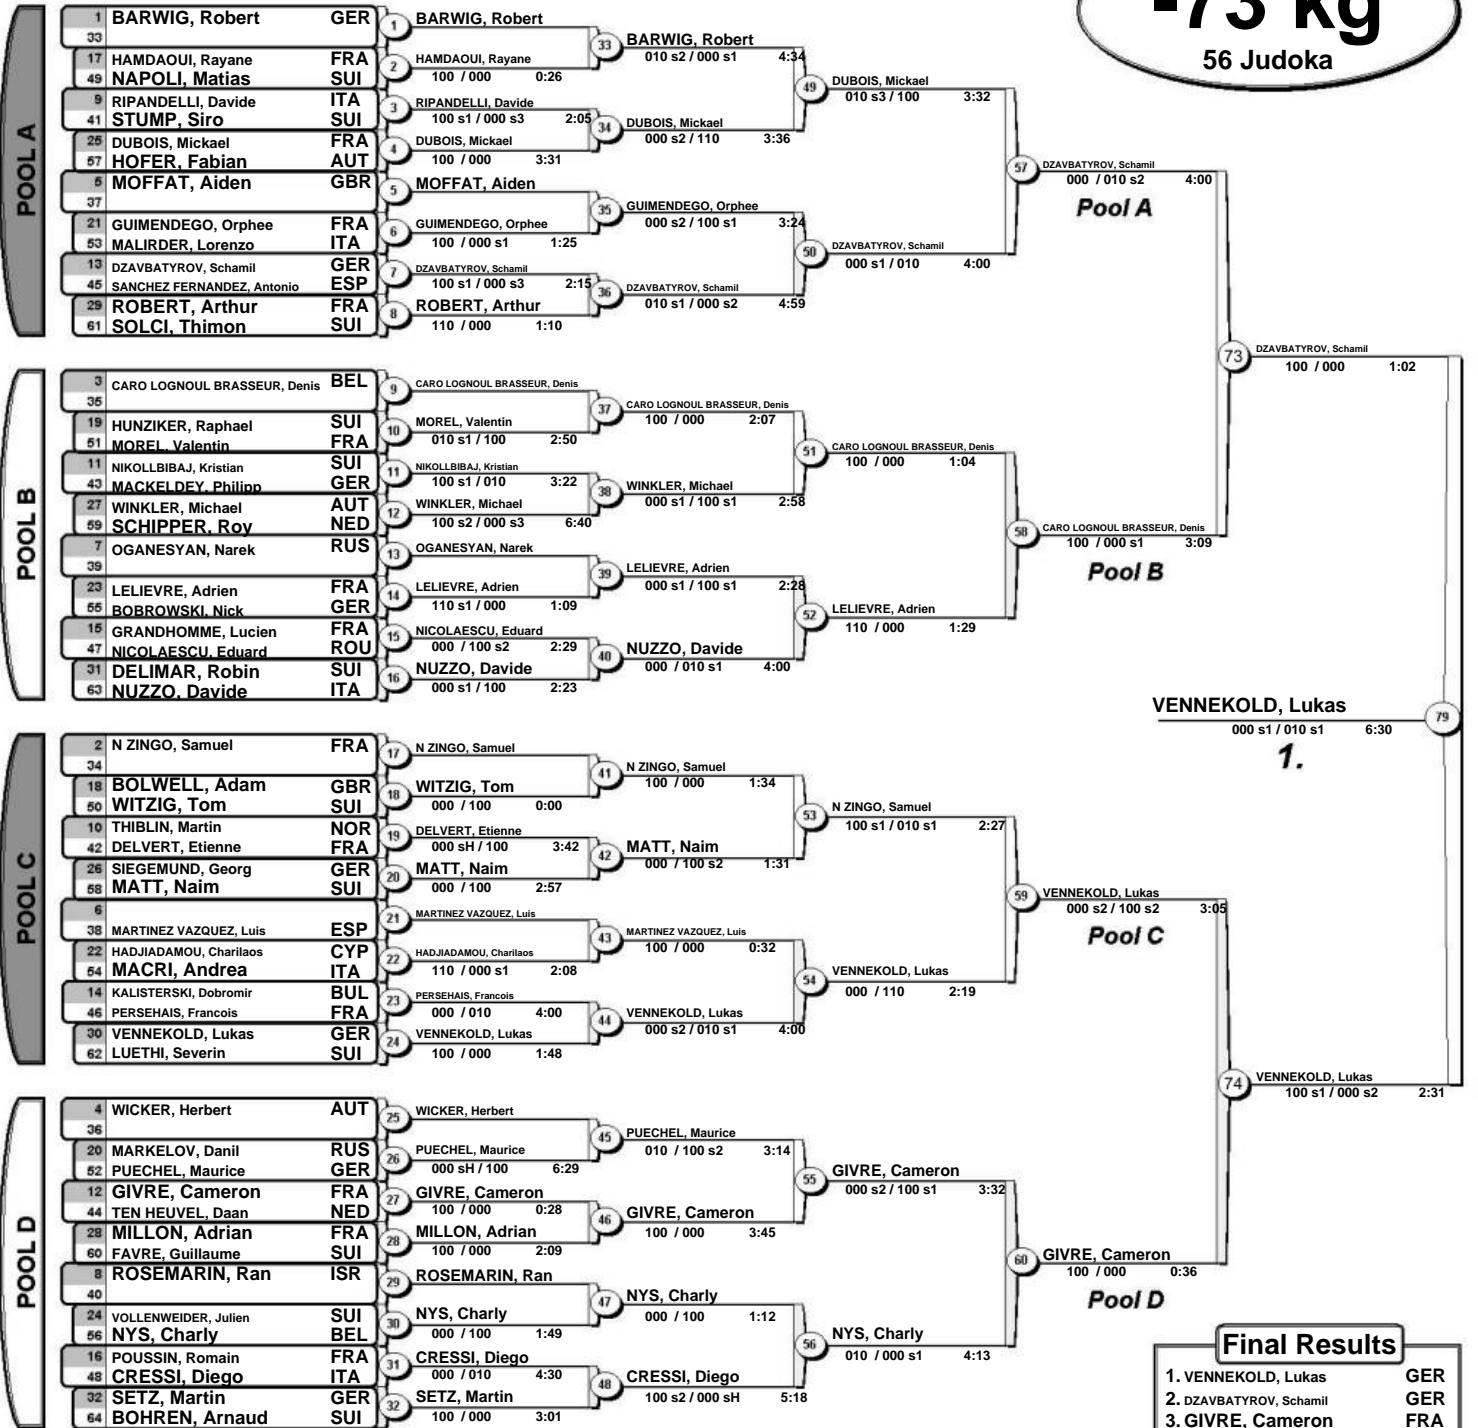 -73 kg
56 Judoka
POOL A
1 BARWIG, Robert GER
33
17 HAMDAOUI, Rayane FRA
49 NAPOLI, Matias SUI
9 RIPANDELLI, Davide ITA
41 STUMP, Siro SUI
25 DUBOIS, Mickael FRA
57 HOFER, Fabian AUT
5 MOFFAT, Aiden GBR
37
21 GUIMENDEGO, Orphee FRA
53 MALIRDER, Lorenzo ITA
13 DZAVBATYROV, Schamil GER
45 SANCHEZ FERNANDEZ, Antonio ESP
29 ROBERT, Arthur FRA
61 SOLCI, Thimon SUI
1 BARWIG, Robert
2 HAMDAOUI, Rayane
100 / 000 0:26
3 RIPANDELLI, Davide
100 s1 / 000 s3 2:05
4 DUBOIS, Mickael
100 / 000 3:31
5 MOFFAT, Aiden
6 GUIMENDEGO, Orphee
100 / 000 s1 1:25
7 DZAVBATYROV, Schamil
100 s1 / 000 s3 2:15
8 ROBERT, Arthur
110 / 000 1:10
33 BARWIG, Robert
010 s2 / 000 s1 4:34
34 DUBOIS, Mickael
000 s2 / 110 3:36
35 GUIMENDEGO, Orphee
000 s2 / 100 s1 3:24
36 DZAVBATYROV, Schamil
010 s1 / 000 s2 4:59
49 DUBOIS, Mickael
010 s3 / 100 3:32
50 DZAVBATYROV, Schamil
000 s1 / 010 4:00
57 DZAVBATYROV, Schamil
000 / 010 s2 4:00
Pool A
POOL B
3 CARO LOGNOUL BRASSEUR, Denis BEL
35
19 HUNZIKER, Raphael SUI
51 MOREL, Valentin FRA
11 NIKOLLBIBAJ, Kristian SUI
43 MACKELDEY, Philipp GER
27 WINKLER, Michael AUT
59 SCHIPPER, Roy NED
7 OGANESYAN, Narek RUS
39
23 LELIEVRE, Adrien FRA
55 BOBROWSKI, Nick GER
15 GRANDHOMME, Lucien FRA
47 NICOLAESCU, Eduard ROU
31 DELIMAR, Robin SUI
63 NUZZO, Davide ITA
9 CARO LOGNOUL BRASSEUR, Denis
10 MOREL, Valentin
010 s1 / 100 2:50
11 NIKOLLBIBAJ, Kristian
100 s1 / 010 3:22
12 WINKLER, Michael
100 s2 / 000 s3 6:40
13 OGANESYAN, Narek
14 LELIEVRE, Adrien
110 s1 / 000 1:09
15 NICOLAESCU, Eduard
000 / 100 s2 2:29
16 NUZZO, Davide
000 s1 / 100 2:23
37 CARO LOGNOUL BRASSEUR, Denis
100 / 000 2:07
38 WINKLER, Michael
000 s1 / 100 s1 2:58
39 LELIEVRE, Adrien
000 s1 / 100 s1 2:28
40 NUZZO, Davide
000 / 010 s1 4:00
51 CARO LOGNOUL BRASSEUR, Denis
100 / 000 1:04
52 LELIEVRE, Adrien
110 / 000 1:29
58 CARO LOGNOUL BRASSEUR, Denis
100 / 000 s1 3:09
Pool B
73 DZAVBATYROV, Schamil
100 / 000 1:02
VENNEKOLD, Lukas 79
000 s1 / 010 s1 6:30
1.
POOL C
2 N ZINGO, Samuel FRA
34
18 BOLWELL, Adam GBR
50 WITZIG, Tom SUI
10 THIBLIN, Martin NOR
42 DELVERT, Etienne FRA
26 SIEGEMUND, Georg GER
58 MATT, Naim SUI
6
38 MARTINEZ VAZQUEZ, Luis ESP
22 HADJIADAMOU, Charilaos CYP
54 MACRI, Andrea ITA
14 KALISTERSKI, Dobromir BUL
46 PERSEHAIS, Francois FRA
30 VENNEKOLD, Lukas GER
62 LUETHI, Severin SUI
17 N ZINGO, Samuel
18 WITZIG, Tom
000 / 100 0:00
19 DELVERT, Etienne
000 sH / 100 3:42
20 MATT, Naim
000 / 100 2:57
21 MARTINEZ VAZQUEZ, Luis
22 HADJIADAMOU, Charilaos
110 / 000 s1 2:08
23 PERSEHAIS, Francois
000 / 010 4:00
24 VENNEKOLD, Lukas
100 / 000 1:48
41 N ZINGO, Samuel
100 / 000 1:34
42 MATT, Naim
000 / 100 s2 1:31
43 MARTINEZ VAZQUEZ, Luis
100 / 000 0:32
44 VENNEKOLD, Lukas
000 s2 / 010 s1 4:00
53 N ZINGO, Samuel
100 s1 / 010 s1 2:27
54 VENNEKOLD, Lukas
000 / 110 2:19
59 VENNEKOLD, Lukas
000 s2 / 100 s2 3:05
Pool C
POOL D
4 WICKER, Herbert AUT
36
20 MARKELOV, Danil RUS
52 PUECHEL, Maurice GER
12 GIVRE, Cameron FRA
44 TEN HEUVEL, Daan NED
28 MILLON, Adrian FRA
60 FAVRE, Guillaume SUI
8 ROSEMARIN, Ran ISR
40
24 VOLLENWEIDER, Julien SUI
56 NYS, Charly BEL
16 POUSSIN, Romain FRA
48 CRESSI, Diego ITA
32 SETZ, Martin GER
64 BOHREN, Arnaud SUI
25 WICKER, Herbert
26 PUECHEL, Maurice
000 sH / 100 6:29
27 GIVRE, Cameron
100 / 000 0:28
28 MILLON, Adrian
100 / 000 2:09
29 ROSEMARIN, Ran
30 NYS, Charly
000 / 100 1:49
31 CRESSI, Diego
000 / 010 4:30
32 SETZ, Martin
100 / 000 3:01
45 PUECHEL, Maurice
010 / 100 s2 3:14
46 GIVRE, Cameron
100 / 000 3:45
47 NYS, Charly
000 / 100 1:12
48 CRESSI, Diego
100 s2 / 000 sH 5:18
55 GIVRE, Cameron
000 s2 / 100 s1 3:32
56 NYS, Charly
010 / 000 s1 4:13
60 GIVRE, Cameron
100 / 000 0:36
Pool D
74 VENNEKOLD, Lukas
100 s1 / 000 s2 2:31
Final Results
1. VENNEKOLD, Lukas GER
2. DZAVBATYROV, Schamil GER
3. GIVRE, Cameron FRA